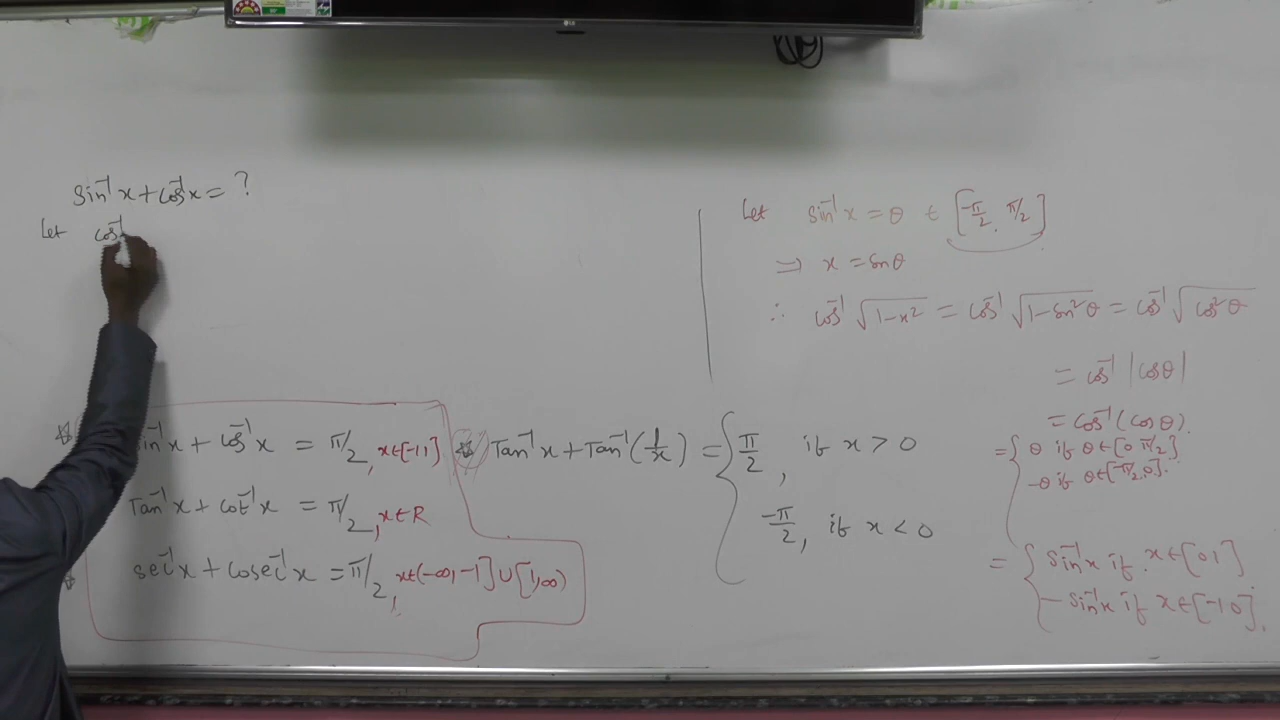 LG
Sin⁻¹x + cos⁻¹x = ?
Let cos⁻¹
Sin⁻¹x + cos⁻¹x = π/2, x∈[-1 1]
Tan⁻¹x + cot⁻¹x = π/2, x∈R
sec⁻¹x + cosec⁻¹x = π/2, x∈(-∞, -1] ∪ [1, ∞)
Tan⁻¹x + Tan⁻¹(1/x) = { π/2, if x > 0
-π/2, if x < 0
Let sin⁻¹x = θ ∈ [-π/2, π/2]
⇒ x = sinθ
∴ cos⁻¹√(1-x²) = cos⁻¹√(1-sin²θ) = cos⁻¹√(cos²θ)
= cos⁻¹|cosθ|
= cos⁻¹(cosθ).
= { θ if θ∈[0 π/2]
-θ if θ∈[-π/2, 0].
= { sin⁻¹x if x∈[0 1]
- sin⁻¹x if x∈[-1 0].